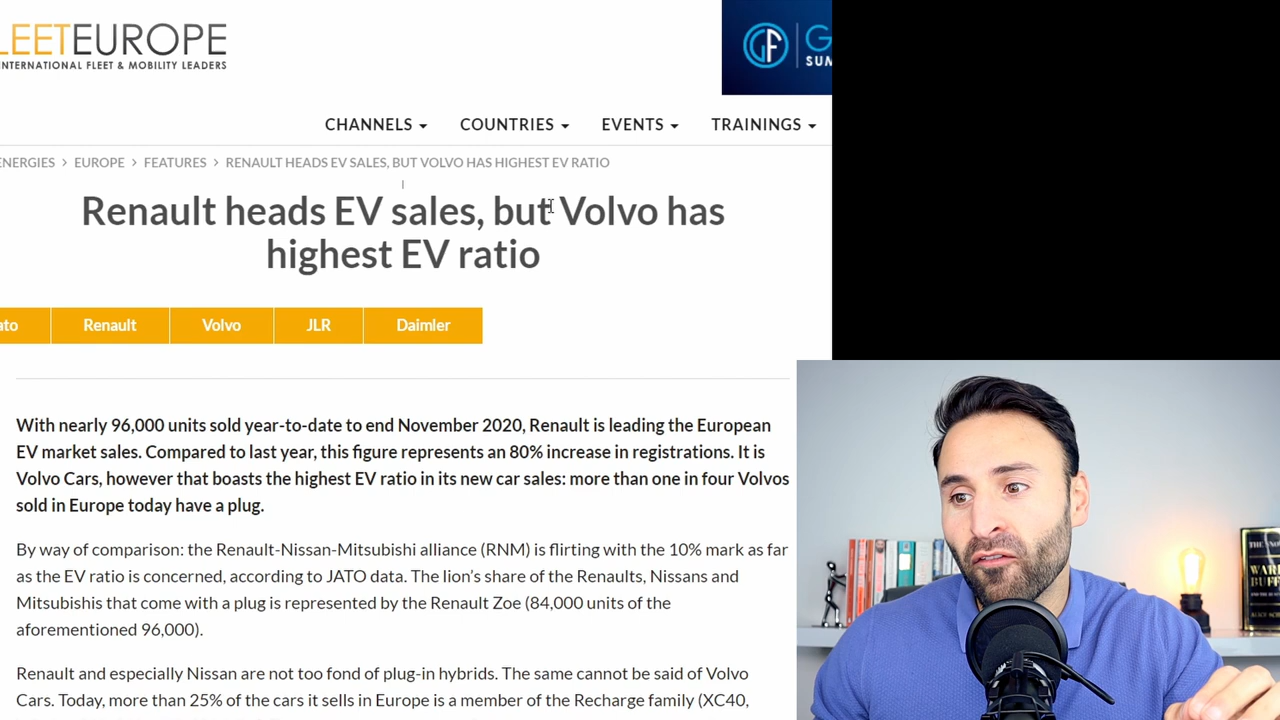 LEETEUROPE
INTERNATIONAL FLEET & MOBILITY LEADERS
GF
SUM
CHANNELS
COUNTRIES
EVENTS
TRAININGS
ENERGIES > EUROPE > FEATURES > RENAULT HEADS EV SALES, BUT VOLVO HAS HIGHEST EV RATIO
Renault heads EV sales, but Volvo has
highest EV ratio
ato
Renault
Volvo
JLR
Daimler
With nearly 96,000 units sold year-to-date to end November 2020, Renault is leading the European
EV market sales. Compared to last year, this figure represents an 80% increase in registrations. It is
Volvo Cars, however that boasts the highest EV ratio in its new car sales: more than one in four Volvos
sold in Europe today have a plug.
By way of comparison: the Renault-Nissan-Mitsubishi alliance (RNM) is flirting with the 10% mark as far
as the EV ratio is concerned, according to JATO data. The lion's share of the Renaults, Nissans and
Mitsubishis that come with a plug is represented by the Renault Zoe (84,000 units of the
aforementioned 96,000).
Renault and especially Nissan are not too fond of plug-in hybrids. The same cannot be said of Volvo
Cars. Today, more than 25% of the cars it sells in Europe is a member of the Recharge family (XC40,